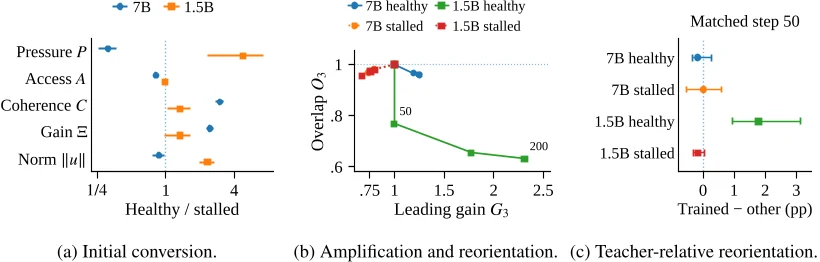 7B 1.5B
Pressure P
Access A
Coherence C
Gain Ξ
Norm ‖u‖
1/4 1 4
Healthy / stalled
(a) Initial conversion.
7B healthy 1.5B healthy
7B stalled 1.5B stalled
Overlap O3
1
.8
.6
50
200
.75 1 1.5 2 2.5
Leading gain G3
(b) Amplification and reorientation.
Matched step 50
7B healthy
7B stalled
1.5B healthy
1.5B stalled
0 1 2 3
Trained − other (pp)
(c) Teacher-relative reorientation.